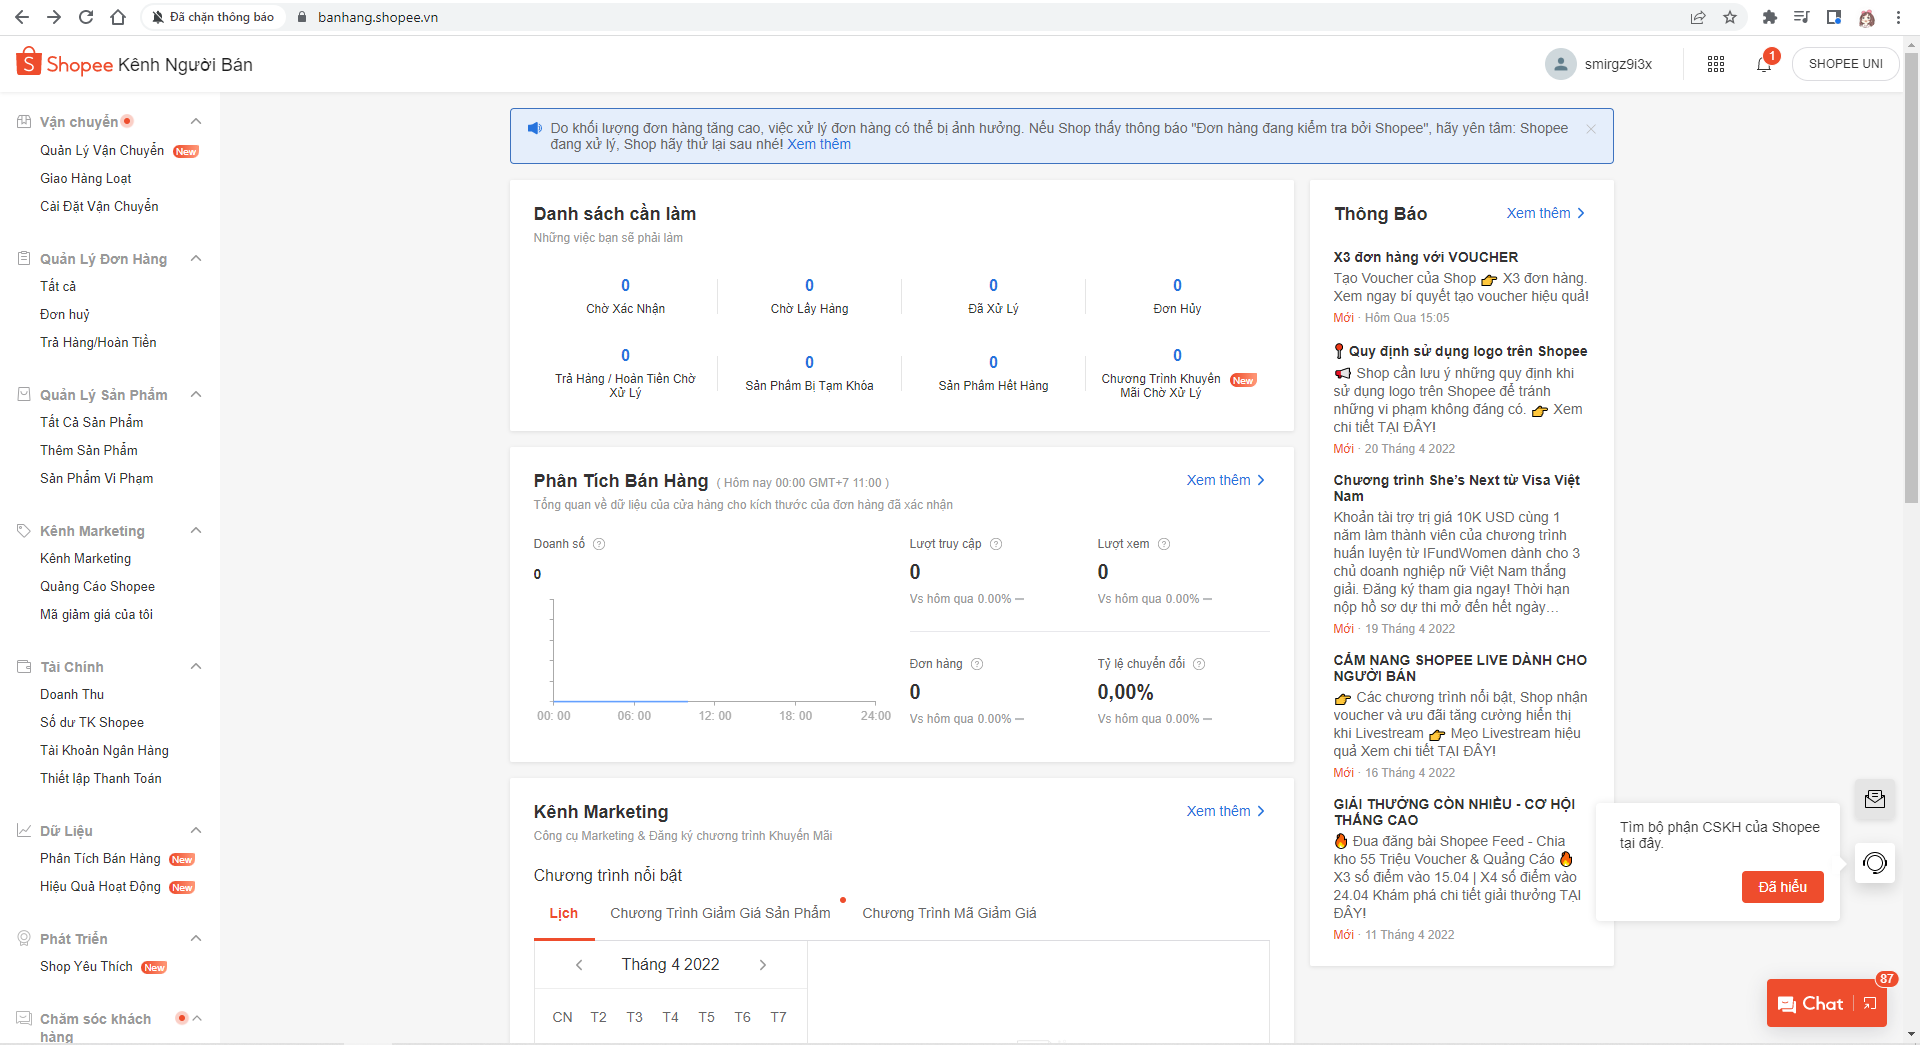 Đã chặn thông báo
banhang.shopee.vn
Shopee Kênh Người Bán
smirgz9i3x
1
SHOPEE UNI
Vận chuyển
Quản Lý Vận Chuyển New
Giao Hàng Loạt
Cài Đặt Vận Chuyển
Quản Lý Đơn Hàng
Tất cả
Đơn huỷ
Trả Hàng/Hoàn Tiền
Quản Lý Sản Phẩm
Tất Cả Sản Phẩm
Thêm Sản Phẩm
Sản Phẩm Vi Phạm
Kênh Marketing
Kênh Marketing
Quảng Cáo Shopee
Mã giảm giá của tôi
Tài Chính
Doanh Thu
Số dư TK Shopee
Tài Khoản Ngân Hàng
Thiết lập Thanh Toán
Dữ Liệu
Phân Tích Bán Hàng New
Hiệu Quả Hoạt Động New
Phát Triển
Shop Yêu Thích New
Chăm sóc khách
hàng
Do khối lượng đơn hàng tăng cao, việc xử lý đơn hàng có thể bị ảnh hưởng. Nếu Shop thấy thông báo "Đơn hàng đang kiểm tra bởi Shopee", hãy yên tâm: Shopee
đang xử lý, Shop hãy thử lại sau nhé! Xem thêm
Danh sách cần làm
Những việc bạn sẽ phải làm
0
Chờ Xác Nhận
0
Chờ Lấy Hàng
0
Đã Xử Lý
0
Đơn Hủy
0
Trả Hàng / Hoàn Tiền Chờ
Xử Lý
0
Sản Phẩm Bị Tạm Khóa
0
Sản Phẩm Hết Hàng
0
Chương Trình Khuyến
Mãi Chờ Xử Lý
New
Phân Tích Bán Hàng ( Hôm nay 00:00 GMT+7 11:00 )
Xem thêm
Tổng quan về dữ liệu của cửa hàng cho kích thước của đơn hàng đã xác nhận
Doanh số
0
00: 00 06: 00 12: 00 18: 00 24:00
Lượt truy cập
0
Vs hôm qua 0.00% —
Lượt xem
0
Vs hôm qua 0.00% —
Đơn hàng
0
Vs hôm qua 0.00% —
Tỷ lệ chuyển đổi
0,00%
Vs hôm qua 0.00% —
Kênh Marketing
Xem thêm
Công cụ Marketing & Đăng ký chương trình Khuyến Mãi
Chương trình nổi bật
Lịch Chương Trình Giảm Giá Sản Phẩm Chương Trình Mã Giảm Giá
Tháng 4 2022
CN T2 T3 T4 T5 T6 T7
Thông Báo
Xem thêm
X3 đơn hàng với VOUCHER
Tạo Voucher của Shop 👉 X3 đơn hàng.
Xem ngay bí quyết tạo voucher hiệu quả!
Mới · Hôm Qua 15:05
📍 Quy định sử dụng logo trên Shopee
📢 Shop cần lưu ý những quy định khi
sử dụng logo trên Shopee để tránh
những vi phạm không đáng có. 👉 Xem
chi tiết TẠI ĐÂY!
Mới · 20 Tháng 4 2022
Chương trình She's Next từ Visa Việt
Nam
Khoản tài trợ trị giá 10K USD cùng 1
năm làm thành viên của chương trình
huấn luyện từ IFundWomen dành cho 3
chủ doanh nghiệp nữ Việt Nam thắng
giải. Đăng ký tham gia ngay! Thời hạn
nộp hồ sơ dự thi mở đến hết ngày…
Mới · 19 Tháng 4 2022
CẨM NANG SHOPEE LIVE DÀNH CHO
NGƯỜI BÁN
👉 Các chương trình nổi bật, Shop nhận
voucher và ưu đãi tăng cường hiển thị
khi Livestream 👉 Mẹo Livestream hiệu
quả Xem chi tiết TẠI ĐÂY!
Mới · 16 Tháng 4 2022
GIẢI THƯỞNG CÒN NHIỀU - CƠ HỘI
THẮNG CAO
🔥 Đua đăng bài Shopee Feed - Chia
kho 55 Triệu Voucher & Quảng Cáo 🔥
X3 số điểm vào 15.04 | X4 số điểm vào
24.04 Khám phá chi tiết giải thưởng TẠI
ĐÂY!
Mới · 11 Tháng 4 2022
Tìm bộ phận CSKH của Shopee
tại đây.
Đã hiểu
87
Chat